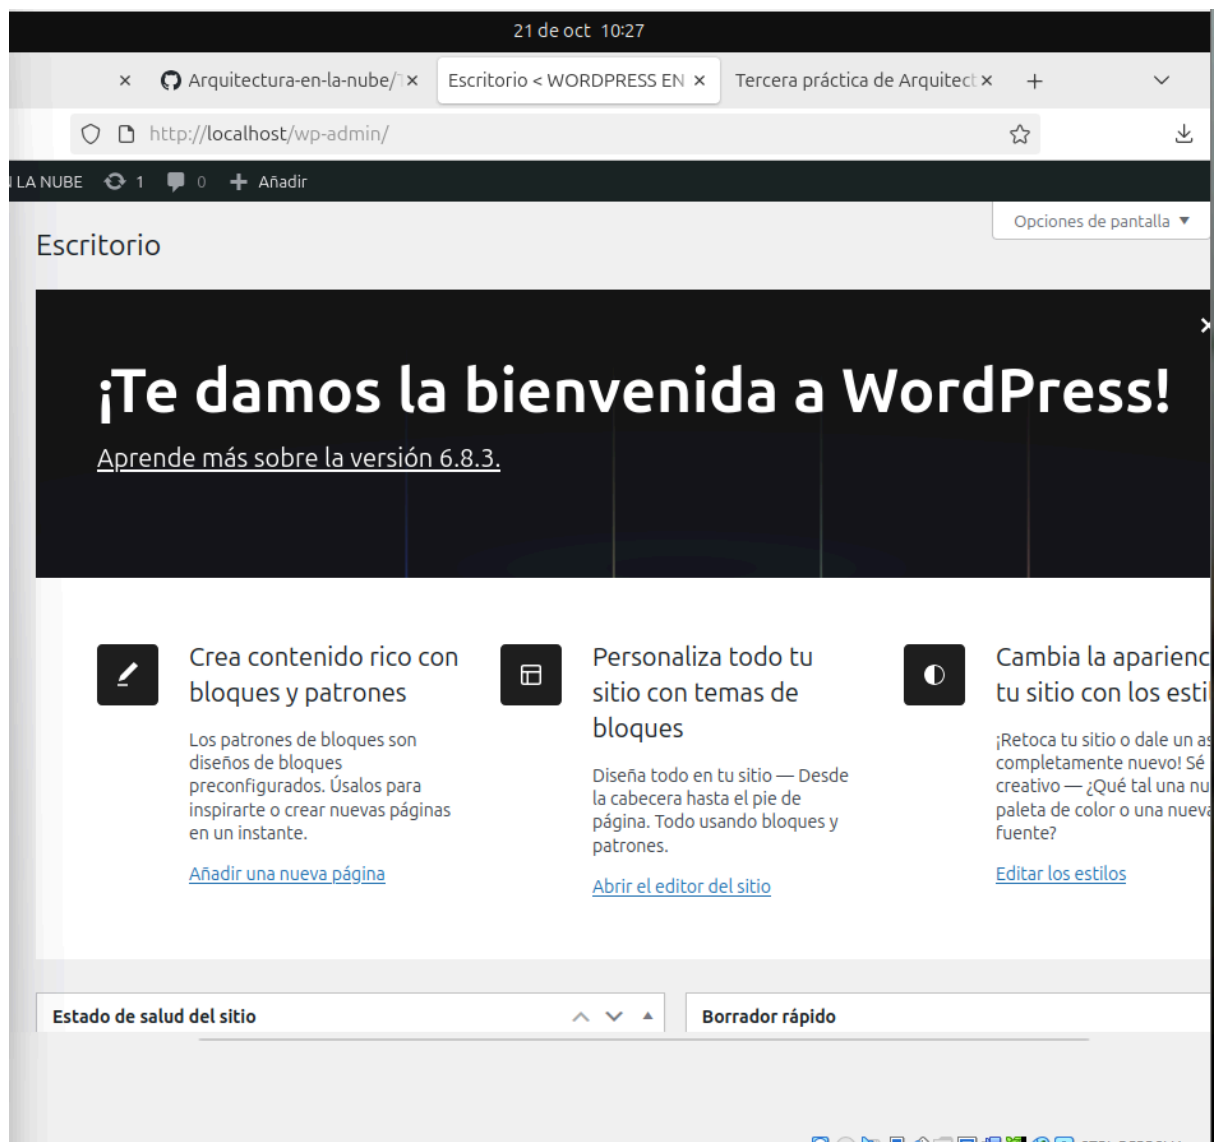 21 de oct 10:27
Arquitectura-en-la-nube/
Escritorio < WORDPRESS EN
Tercera práctica de Arquitect
http://localhost/wp-admin/
LA NUBE 1 0 Añadir
Opciones de pantalla
Escritorio
¡Te damos la bienvenida a WordPress!
Aprende más sobre la versión 6.8.3.
Crea contenido rico con
bloques y patrones
Los patrones de bloques son
diseños de bloques
preconfigurados. Úsalos para
inspirarte o crear nuevas páginas
en un instante.
Añadir una nueva página
Personaliza todo tu
sitio con temas de
bloques
Diseña todo en tu sitio — Desde
la cabecera hasta el pie de
página. Todo usando bloques y
patrones.
Abrir el editor del sitio
Cambia la aparienc
tu sitio con los esti
¡Retoca tu sitio o dale un as
completamente nuevo! Sé
creativo — ¿Qué tal una nu
paleta de color o una nueva
fuente?
Editar los estilos
Estado de salud del sitio
Borrador rápido